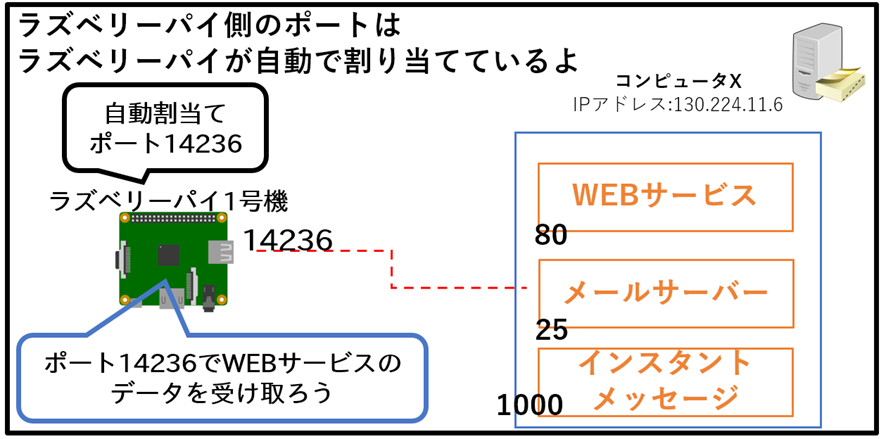 ラズベリーパイ側のポートは
ラズベリーパイが自動で割り当てているよ
コンピュータX
IPアドレス:130.224.11.6
自動割当て
ポート14236
ラズベリーパイ1号機
14236
WEBサービス
80
メールサーバー
25
インスタント
メッセージ
1000
ポート14236でWEBサービスの
データを受け取ろう